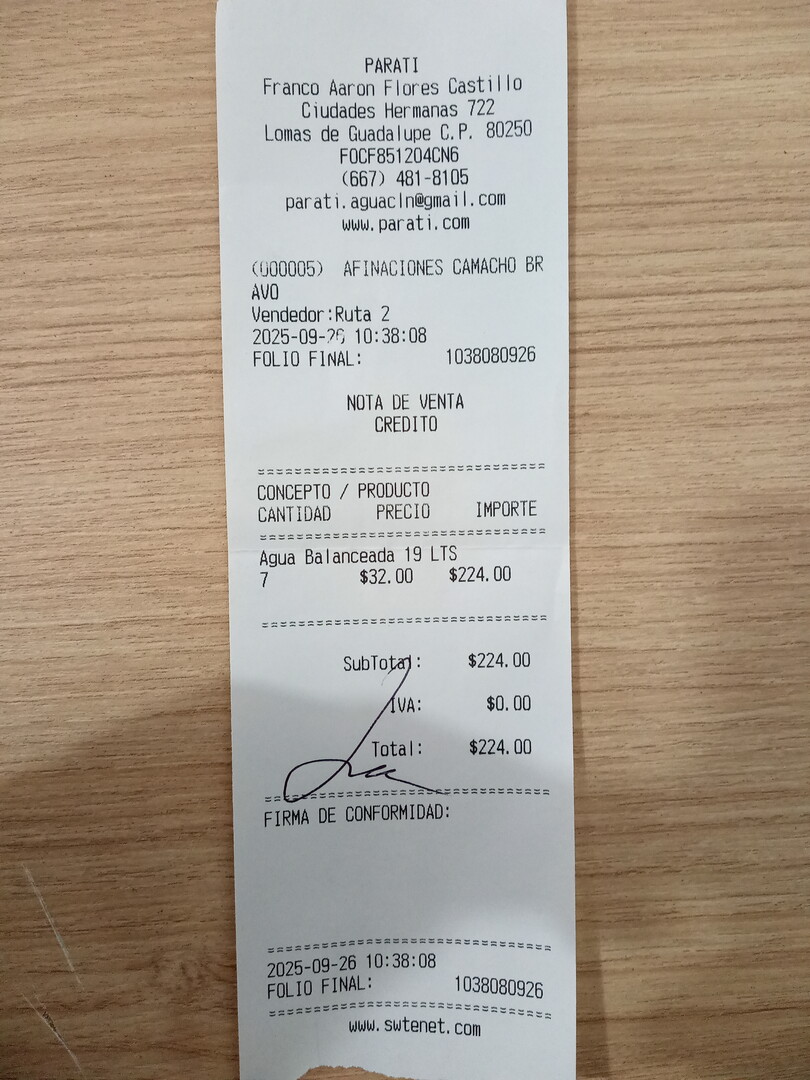 PARATI
Franco Aaron Flores Castillo
Ciudades Hermanas 722
Lomas de Guadalupe C.P. 80250
FOCF851204CN6
(667) 481-8105
parati.aguacln@gmail.com
www.parati.com
(000005) AFINACIONES CAMACHO BR
AVO
Vendedor:Ruta 2
2025-09-26 10:38:08
FOLIO FINAL: 1038080926
NOTA DE VENTA
CREDITO
===============================
CONCEPTO / PRODUCTO
CANTIDAD PRECIO IMPORTE
===============================
Agua Balanceada 19 LTS
7 $32.00 $224.00
===============================
SubTotal: $224.00
IVA: $0.00
Total: $224.00
===============================
FIRMA DE CONFORMIDAD:
===============================
2025-09-26 10:38:08
FOLIO FINAL: 1038080926
===============================
www.swtenet.com